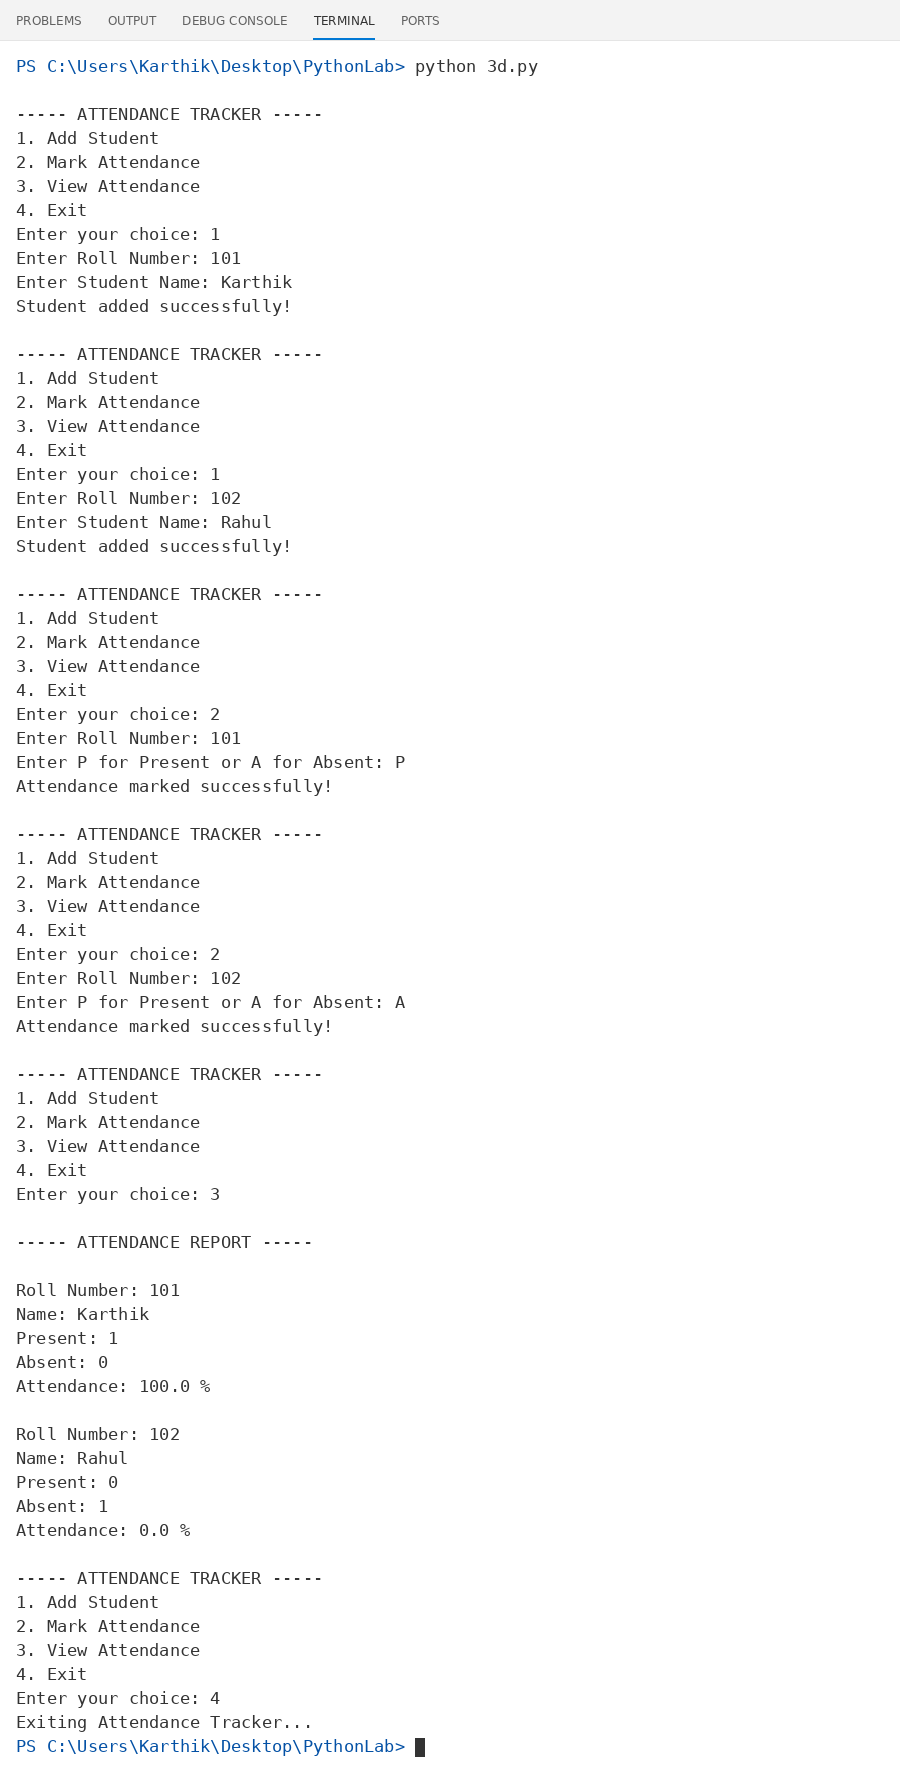 PROBLEMS OUTPUT DEBUG CONSOLE TERMINAL PORTS
PS C:\Users\Karthik\Desktop\PythonLab> python 3d.py

----- ATTENDANCE TRACKER -----
1. Add Student
2. Mark Attendance
3. View Attendance
4. Exit
Enter your choice: 1
Enter Roll Number: 101
Enter Student Name: Karthik
Student added successfully!

----- ATTENDANCE TRACKER -----
1. Add Student
2. Mark Attendance
3. View Attendance
4. Exit
Enter your choice: 1
Enter Roll Number: 102
Enter Student Name: Rahul
Student added successfully!

----- ATTENDANCE TRACKER -----
1. Add Student
2. Mark Attendance
3. View Attendance
4. Exit
Enter your choice: 2
Enter Roll Number: 101
Enter P for Present or A for Absent: P
Attendance marked successfully!

----- ATTENDANCE TRACKER -----
1. Add Student
2. Mark Attendance
3. View Attendance
4. Exit
Enter your choice: 2
Enter Roll Number: 102
Enter P for Present or A for Absent: A
Attendance marked successfully!

----- ATTENDANCE TRACKER -----
1. Add Student
2. Mark Attendance
3. View Attendance
4. Exit
Enter your choice: 3

----- ATTENDANCE REPORT -----

Roll Number: 101
Name: Karthik
Present: 1
Absent: 0
Attendance: 100.0 %

Roll Number: 102
Name: Rahul
Present: 0
Absent: 1
Attendance: 0.0 %

----- ATTENDANCE TRACKER -----
1. Add Student
2. Mark Attendance
3. View Attendance
4. Exit
Enter your choice: 4
Exiting Attendance Tracker...
PS C:\Users\Karthik\Desktop\PythonLab>